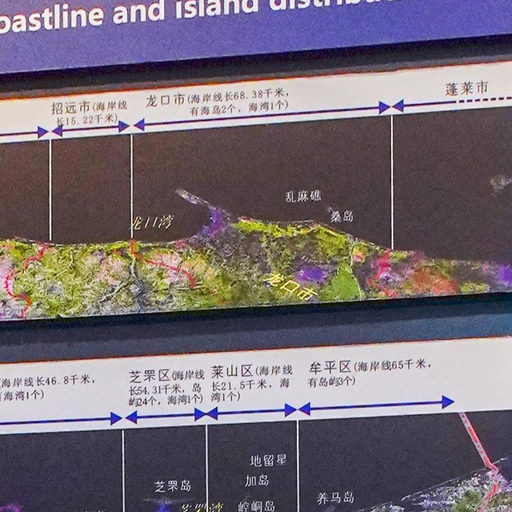 oastline and island distribu
招远市(海岸线
长15.22千米)
龙口市(海岸线长68.38千米,
有海岛2个, 海湾1个)
蓬莱市
乱麻礁
桑岛
龙口湾
龙口市
海岸线长46.8千米,
海湾1个)
芝罘区(海岸线
长54.31千米, 岛
屿24个, 海湾1个)
莱山区(海岸线
长21.5千米, 海
湾1个)
牟平区(海岸线65千米,
有岛屿3个)
地留星
加岛
芝罘岛
崆峒岛
养马岛